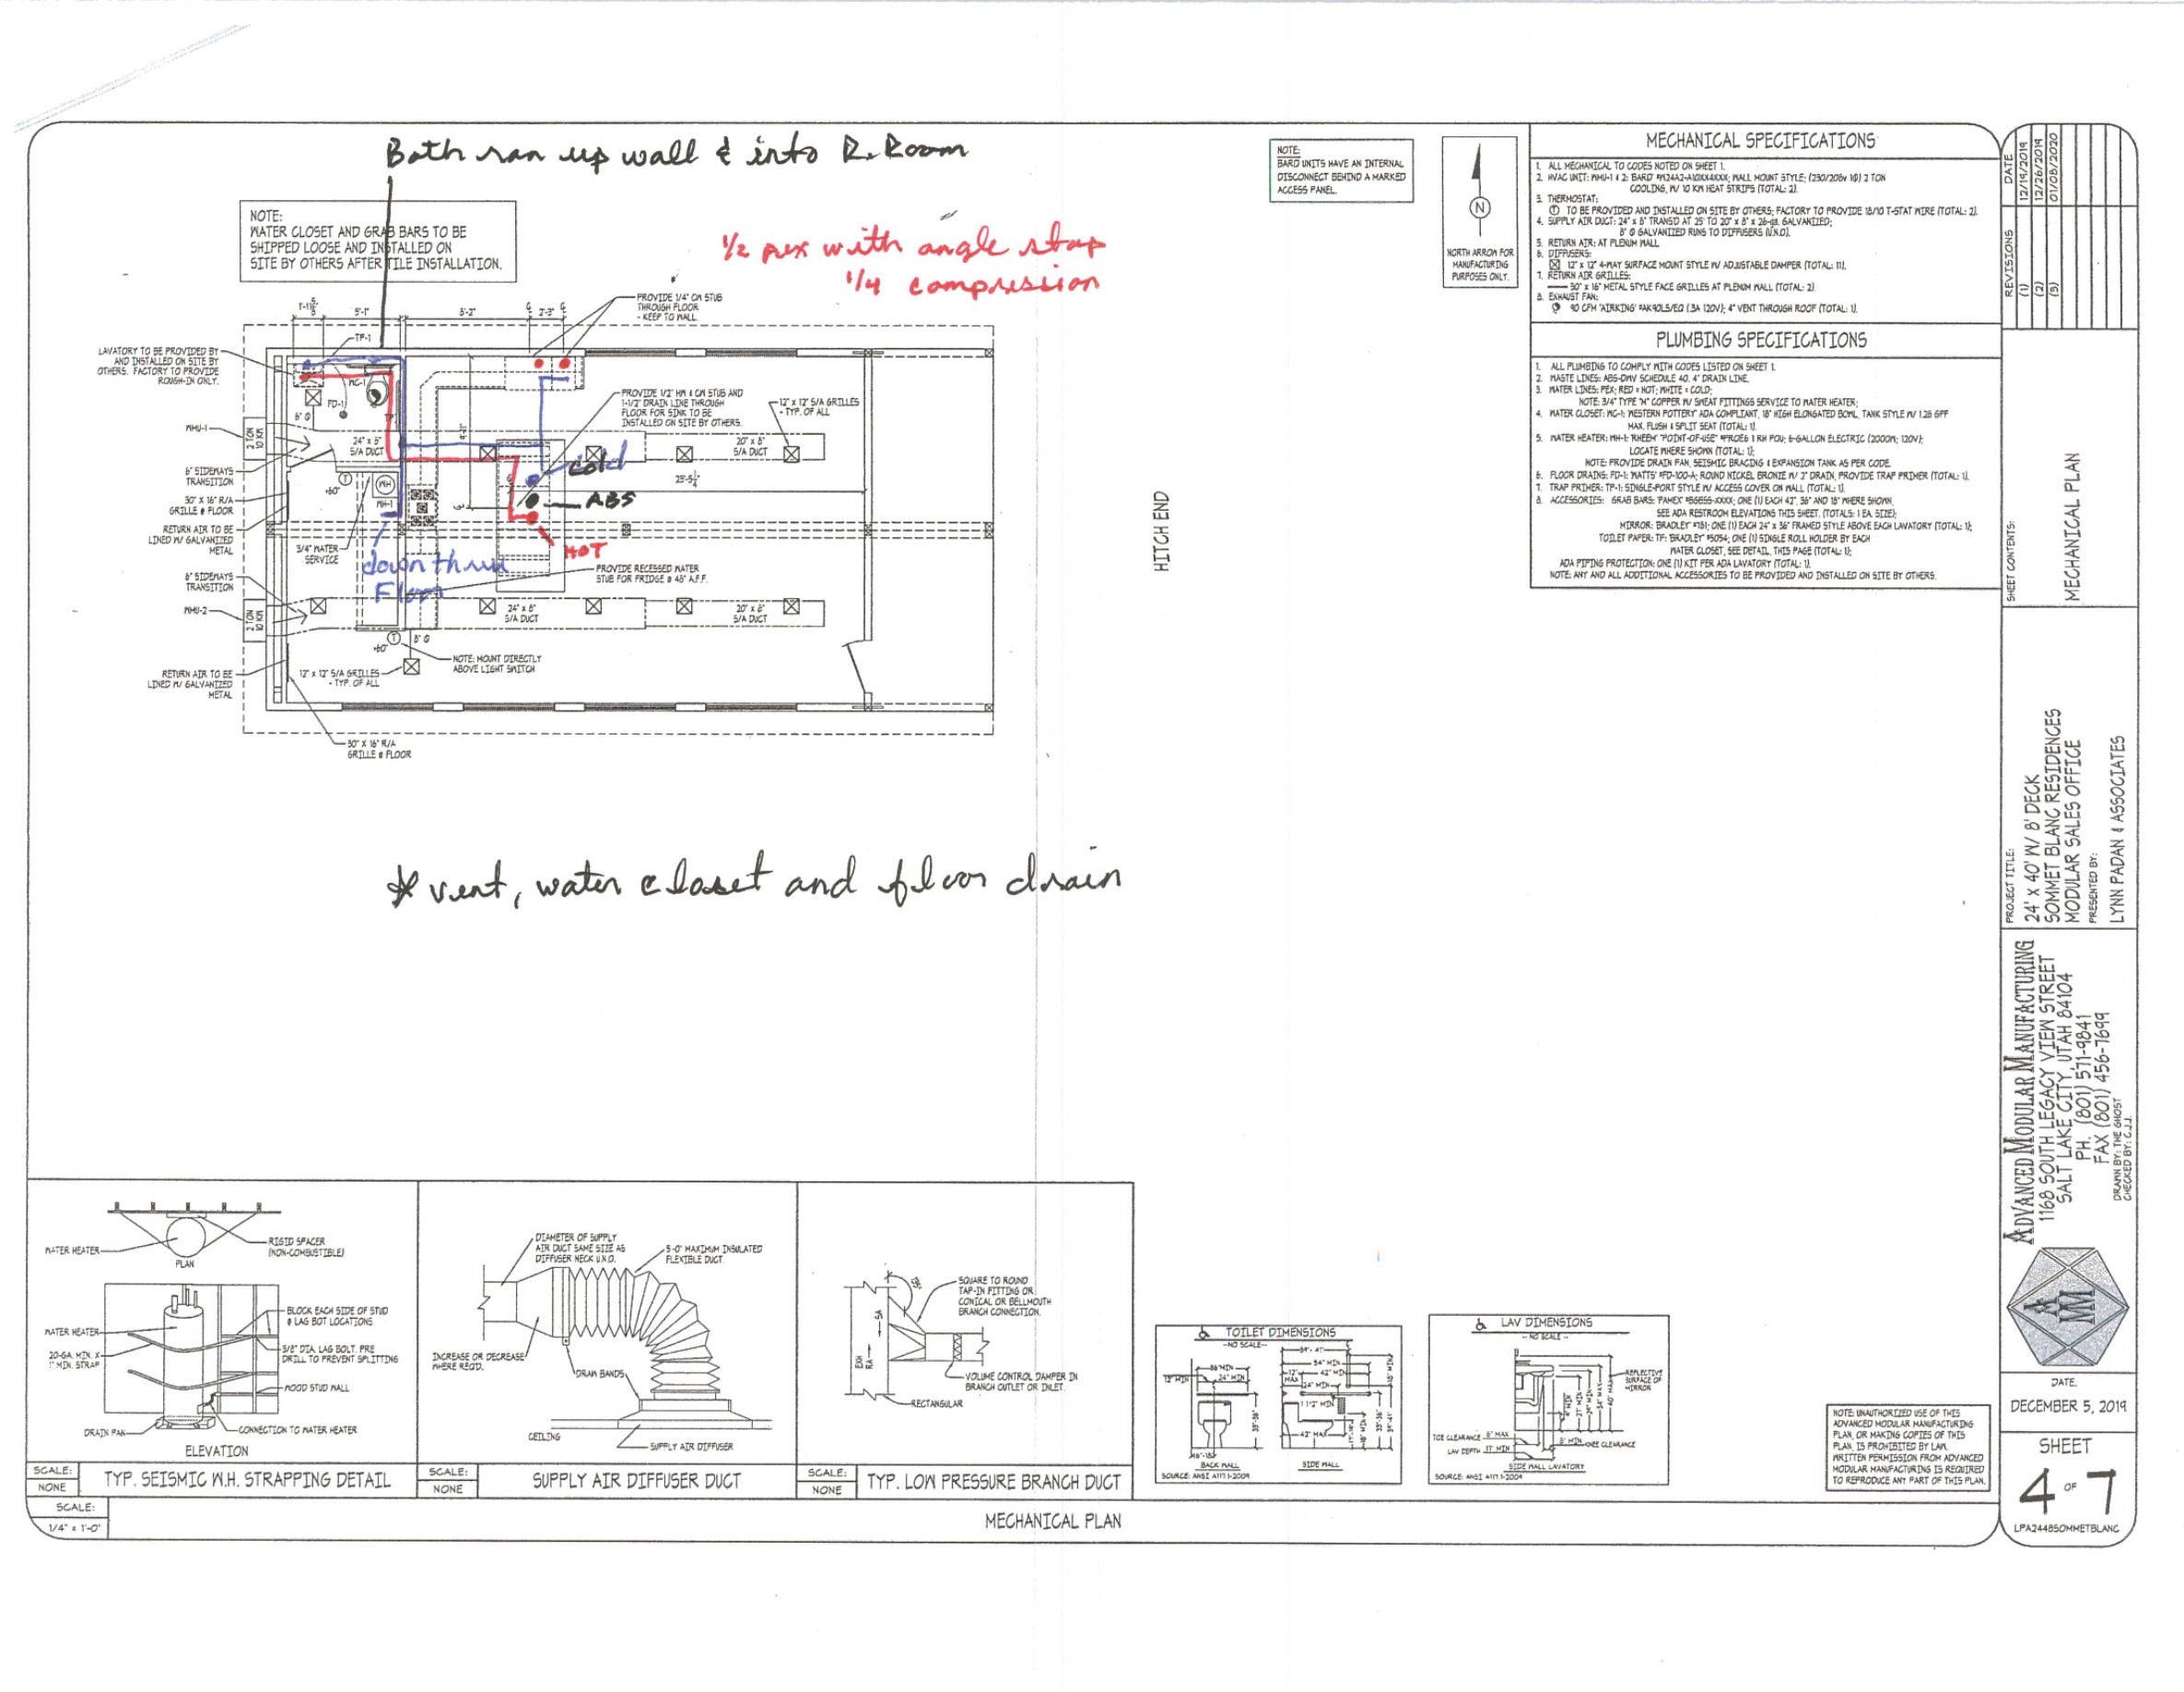 Both ran up wall & into R. Room
NOTE:
WATER CLOSET AND GRAB BARS TO BE
SHIPPED LOOSE AND INSTALLED ON
SITE BY OTHERS AFTER TILE INSTALLATION.
1/2 pex with angle stop
1/4 compression
NOTE:
BARD UNITS HAVE AN INTERNAL
DISCONNECT BEHIND A MARKED
ACCESS PANEL.
N
NORTH ARROW FOR
MANUFACTURING
PURPOSES ONLY.
PROVIDE 1/4" CW STUB
THROUGH FLOOR
- KEEP TO WALL
5'-1"
8'-2"
2'-3"
TP-1
LAVATORY TO BE PROVIDED BY
AND INSTALLED ON SITE BY
OTHERS. FACTORY TO PROVIDE
ROUGH-IN ONLY.
WC-1
FD-1
PROVIDE 1/2" HW & CW STUB AND
1-1/2" DRAIN LINE THROUGH
FLOOR FOR SINK TO BE
INSTALLED ON SITE BY OTHERS.
12" X 12" S/A GRILLES
- TYP. OF ALL
WHU-1
2 TON
10 KW
24" x 8"
S/A DUCT
20" x 8"
S/A DUCT
6" SIDEWAYS
TRANSITION
cold
ABS
HOT
30" X 16" R/A
GRILLE @ FLOOR
+60"
WH
WH-1
RETURN AIR TO BE
LINED W/ GALVANIZED
METAL
3/4" WATER
SERVICE
down thru
Floor
PROVIDE RECESSED WATER
STUB FOR FRIDGE @ 48" A.F.F.
8" SIDEWAYS
TRANSITION
WHU-2
2 TON
10 KW
24" x 8"
S/A DUCT
20" x 8"
S/A DUCT
T
8" Ø
+60"
NOTE: MOUNT DIRECTLY
ABOVE LIGHT SWITCH
RETURN AIR TO BE
LINED W/ GALVANIZED
METAL
12" X 12" S/A GRILLES
- TYP. OF ALL
30" X 16" R/A
GRILLE @ FLOOR
HITCH END
* vent, water closet and floor drain
MECHANICAL SPECIFICATIONS
1. ALL MECHANICAL TO CODES NOTED ON SHEET 1.
2. HVAC UNIT: WHU-1 & 2: BARD #W24A2-A10XX4XXX; WALL MOUNT STYLE; (230/208v 1Ø) 2 TON
COOLING, W/ 10 KW HEAT STRIPS (TOTAL: 2).
3. THERMOSTAT:
T TO BE PROVIDED AND INSTALLED ON SITE BY OTHERS; FACTORY TO PROVIDE 18/10 T-STAT WIRE (TOTAL: 2).
4. SUPPLY AIR DUCT: 24" x 8" TRANS'D AT 25' TO 20" x 8" x 26-ga. GALVANIZED;
8" Ø GALVANIZED RUNS TO DIFFUSERS (U.N.O).
5. RETURN AIR: AT PLENUM WALL
6. DIFFUSERS:
12" x 12" 4-WAY SURFACE MOUNT STYLE W/ ADJUSTABLE DAMPER (TOTAL: 11).
7. RETURN AIR GRILLES:
30" x 16" METAL STYLE FACE GRILLES AT PLENUM WALL (TOTAL: 2).
8. EXHAUST FAN:
90 CFM 'AIRKING' #AK90LS/EQ (.3A 120V); 4" VENT THROUGH ROOF (TOTAL: 1).
PLUMBING SPECIFICATIONS
1. ALL PLUMBING TO COMPLY WITH CODES LISTED ON SHEET 1.
2. WASTE LINES: ABS-DWV SCHEDULE 40. 4" DRAIN LINE.
3. WATER LINES: PEX; RED = HOT; WHITE = COLD;
NOTE: 3/4" TYPE 'M' COPPER W/ SWEAT FITTINGS SERVICE TO WATER HEATER;
4. WATER CLOSET: WC-1: WESTERN POTTERY ADA COMPLIANT, 18" HIGH ELONGATED BOWL, TANK STYLE W/ 1.28 GPF
MAX. FLUSH & SPLIT SEAT (TOTAL: 1).
5. WATER HEATER: WH-1: 'RHEEM' "POINT-OF-USE" #PROE6 1 RH POU; 6-GALLON ELECTRIC (2000W; 120V);
LOCATE WHERE SHOWN (TOTAL: 1);
NOTE: PROVIDE DRAIN PAN, SEISMIC BRACING & EXPANSION TANK AS PER CODE.
6. FLOOR DRAINS: FD-1: 'WATTS' #FD-100-A; ROUND NICKEL BRONZE W/ 2" DRAIN, PROVIDE TRAP PRIMER (TOTAL: 1).
7. TRAP PRIMER: TP-1: SINGLE-PORT STYLE W/ ACCESS COVER ON WALL (TOTAL: 1).
8. ACCESSORIES: GRAB BARS: 'PAMEX' #BG855-XXXX; ONE (1) EACH 42", 36" AND 18" WHERE SHOWN,
SEE ADA RESTROOM ELEVATIONS THIS SHEET. (TOTALS: 1 EA. SIZE);
MIRROR: 'BRADLEY' #781; ONE (1) EACH 24" x 36" FRAMED STYLE ABOVE EACH LAVATORY (TOTAL: 1);
TOILET PAPER: TP: 'BRADLEY' #5054; ONE (1) SINGLE ROLL HOLDER BY EACH
WATER CLOSET, SEE DETAIL, THIS PAGE (TOTAL: 1);
ADA PIPING PROTECTION: ONE (1) KIT PER ADA LAVATORY (TOTAL: 1).
NOTE: ANY AND ALL ADDITIONAL ACCESSORIES TO BE PROVIDED AND INSTALLED ON SITE BY OTHERS.
REVISIONS DATE
(1) 12/19/2019
(2) 12/26/2019
(3) 01/08/2020
SHEET CONTENTS:
MECHANICAL PLAN
PROJECT TITLE:
24' X 40' W/ 8' DECK
SOMMET BLANC RESIDENCES
MODULAR SALES OFFICE
PRESENTED BY:
LYNN PADAN & ASSOCIATES
ADVANCED MODULAR MANUFACTURING
1168 SOUTH LEGACY VIEW STREET
SALT LAKE CITY, UTAH 84104
PH. (801) 571-9841
FAX (801) 456-7699
DRAWN BY: THE GHOST
CHECKED BY: C.J.J.
AMM
DATE:
DECEMBER 5, 2019
SHEET
4 OF 7
LPA2448SOMMETBLANC
WATER HEATER
RIGID SPACER
(NON-COMBUSTIBLE)
PLAN
BLOCK EACH SIDE OF STUD
@ LAG BOT LOCATIONS
WATER HEATER
20-GA. MIN. X
1" MIN. STRAP
3/8" DIA. LAG BOLT. PRE
DRILL TO PREVENT SPLITTING
WOOD STUD WALL
DRAIN PAN
CONNECTION TO WATER HEATER
ELEVATION
SCALE:
NONE
TYP. SEISMIC W.H. STRAPPING DETAIL
DIAMETER OF SUPPLY
AIR DUCT SAME SIZE AS
DIFFUSER NECK U.N.O.
5'-0" MAXIMUM INSULATED
FLEXIBLE DUCT.
INCREASE OR DECREASE
WHERE REQD.
DRAW BANDS
CEILING
SUPPLY AIR DIFFUSER
SCALE:
NONE
SUPPLY AIR DIFFUSER DUCT
SQUARE TO ROUND
TAP-IN FITTING OR
CONICAL OR BELLMOUTH
BRANCH CONNECTION.
SA
EXH
RA
VOLUME CONTROL DAMPER IN
BRANCH OUTLET OR INLET.
RECTANGULAR
SCALE:
NONE
TYP. LOW PRESSURE BRANCH DUCT
TOILET DIMENSIONS
--NO SCALE--
BACK WALL
SIDE WALL
SOURCE: ANSI A117.1-2009
LAV DIMENSIONS
-- NO SCALE --
REFLECTIVE
SURFACE OF
MIRROR
TOE CLEARANCE 6" MAX
LAV DEPTH 17" MIN
8" MIN KNEE CLEARANCE
SIDE WALL LAVATORY
SOURCE: ANSI A117.1-2009
NOTE: UNAUTHORIZED USE OF THIS
ADVANCED MODULAR MANUFACTURING
PLAN, OR MAKING COPIES OF THIS
PLAN, IS PROHIBITED BY LAW.
WRITTEN PERMISSION FROM ADVANCED
MODULAR MANUFACTURING IS REQUIRED
TO REPRODUCE ANY PART OF THIS PLAN.
SCALE:
1/4" = 1'-0"
MECHANICAL PLAN